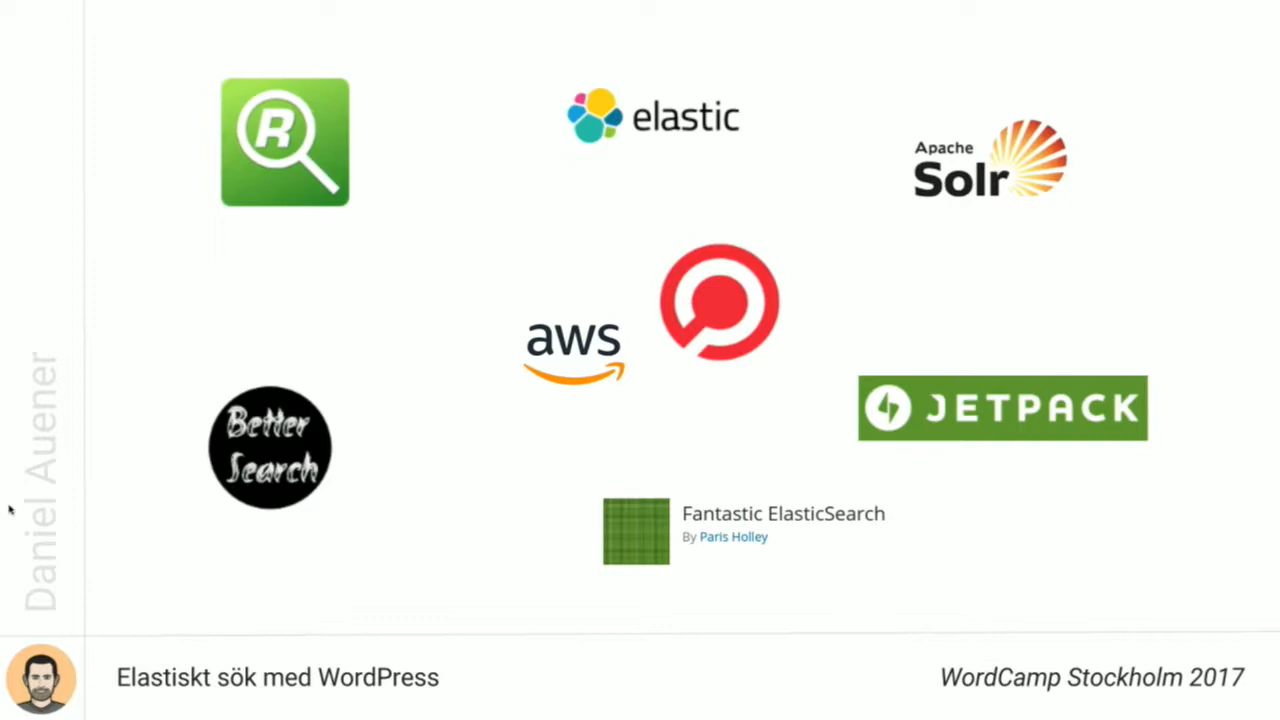 R
elastic
Apache
Solr
aws
Better
Search
JETPACK
Fantastic ElasticSearch
By Paris Holley
Daniel Auener
Elastiskt sök med WordPress
WordCamp Stockholm 2017